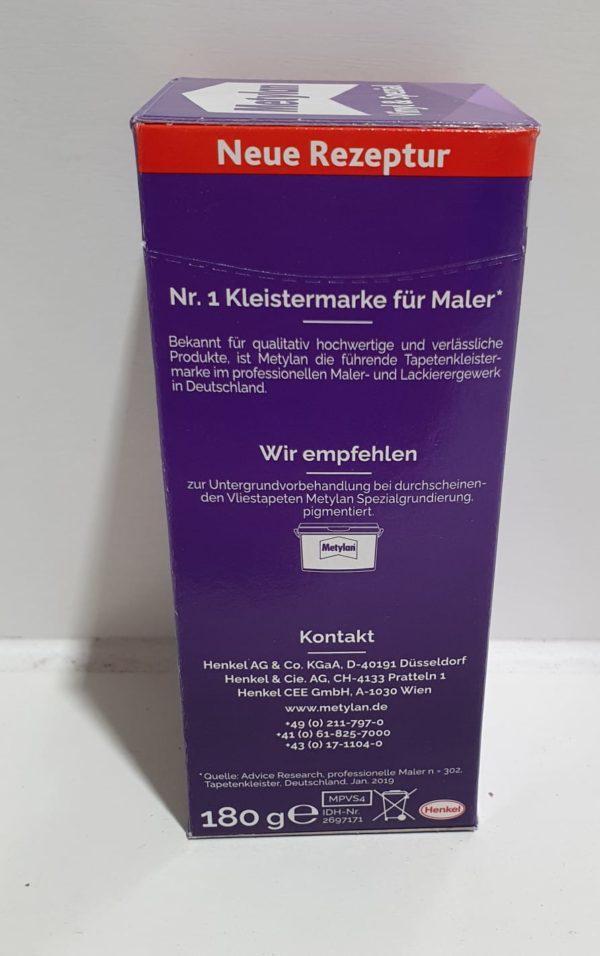 Metylan
Vinyl & Spezial
Neue Rezeptur
Nr. 1 Kleistermarke für Maler*
Bekannt für qualitativ hochwertige und verlässliche
Produkte, ist Metylan die führende Tapetenkleister-
marke im professionellen Maler- und Lackierergewerk
in Deutschland.
Wir empfehlen
zur Untergrundvorbehandlung bei durchscheinen-
den Vliestapeten Metylan Spezialgrundierung,
pigmentiert.
Metylan
Kontakt
Henkel AG & Co. KGaA, D-40191 Düsseldorf
Henkel & Cie. AG, CH-4133 Pratteln 1
Henkel CEE GmbH, A-1030 Wien
www.metylan.de
+49 (0) 211-797-0
+41 (0) 61-825-7000
+43 (0) 17-1104-0
*Quelle: Advice Research, professionelle Maler n = 302,
Tapetenkleister, Deutschland, Jan. 2019
180 g℮
MPVS4
IDH-Nr.
2697171
Henkel